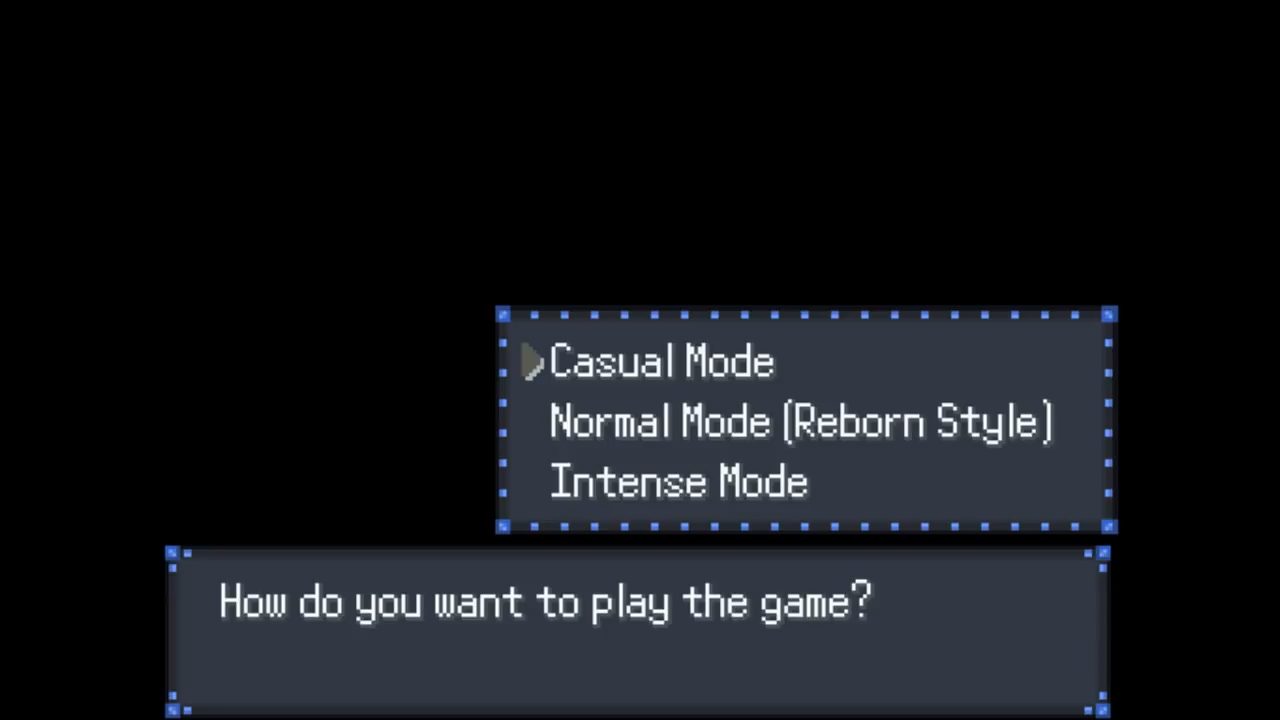 Casual Mode
Normal Mode (Reborn Style)
Intense Mode
How do you want to play the game?